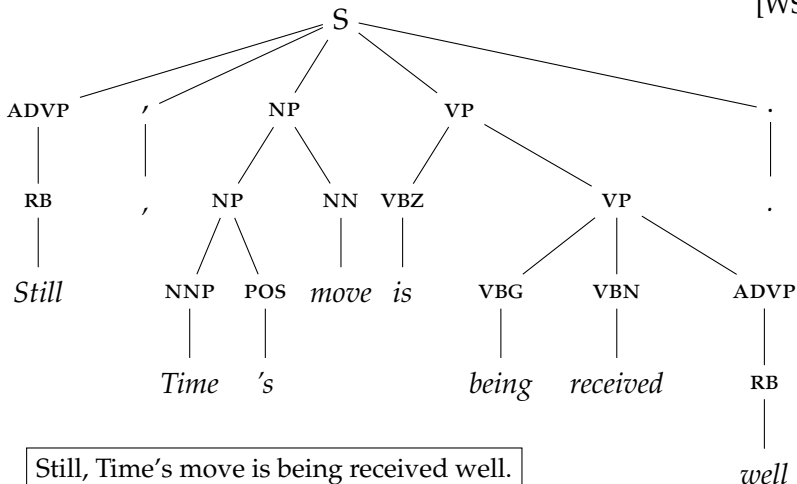 [WS
S
ADVP , NP VP .
RB , NP NN VBZ VP .
Still NNP POS move is VBG VBN ADVP
Time 's being received RB
Still, Time's move is being received well. well